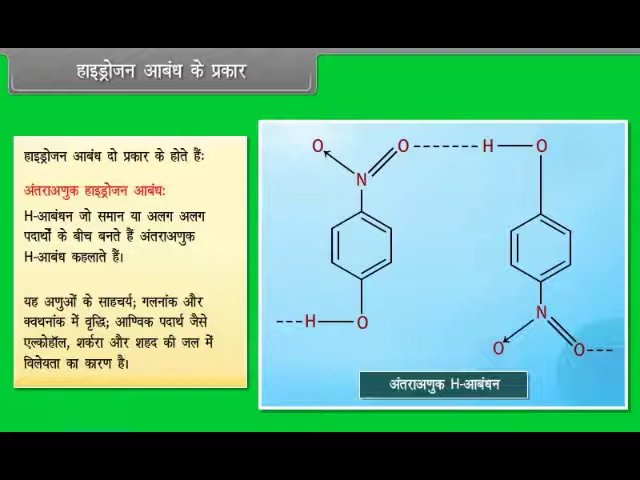 हाइड्रोजन आबंध के प्रकार
हाइड्रोजन आबंध दो प्रकार के होते हैं:
अंतराअणुक हाइड्रोजन आबंध:
H-आबंधन जो समान या अलग अलग
पदार्थों के बीच बनते हैं अंतराअणुक
H-आबंध कहलाते हैं।
यह अणुओं के साहचर्य; गलनांक और
क्वथनांक में वृद्धि; आण्विक पदार्थ जैसे
एल्कोहॉल, शर्करा और शहद की जल में
विलेयता का कारण है।
O O H O
N
H O
N
O O
अंतराअणुक H-आबंधन